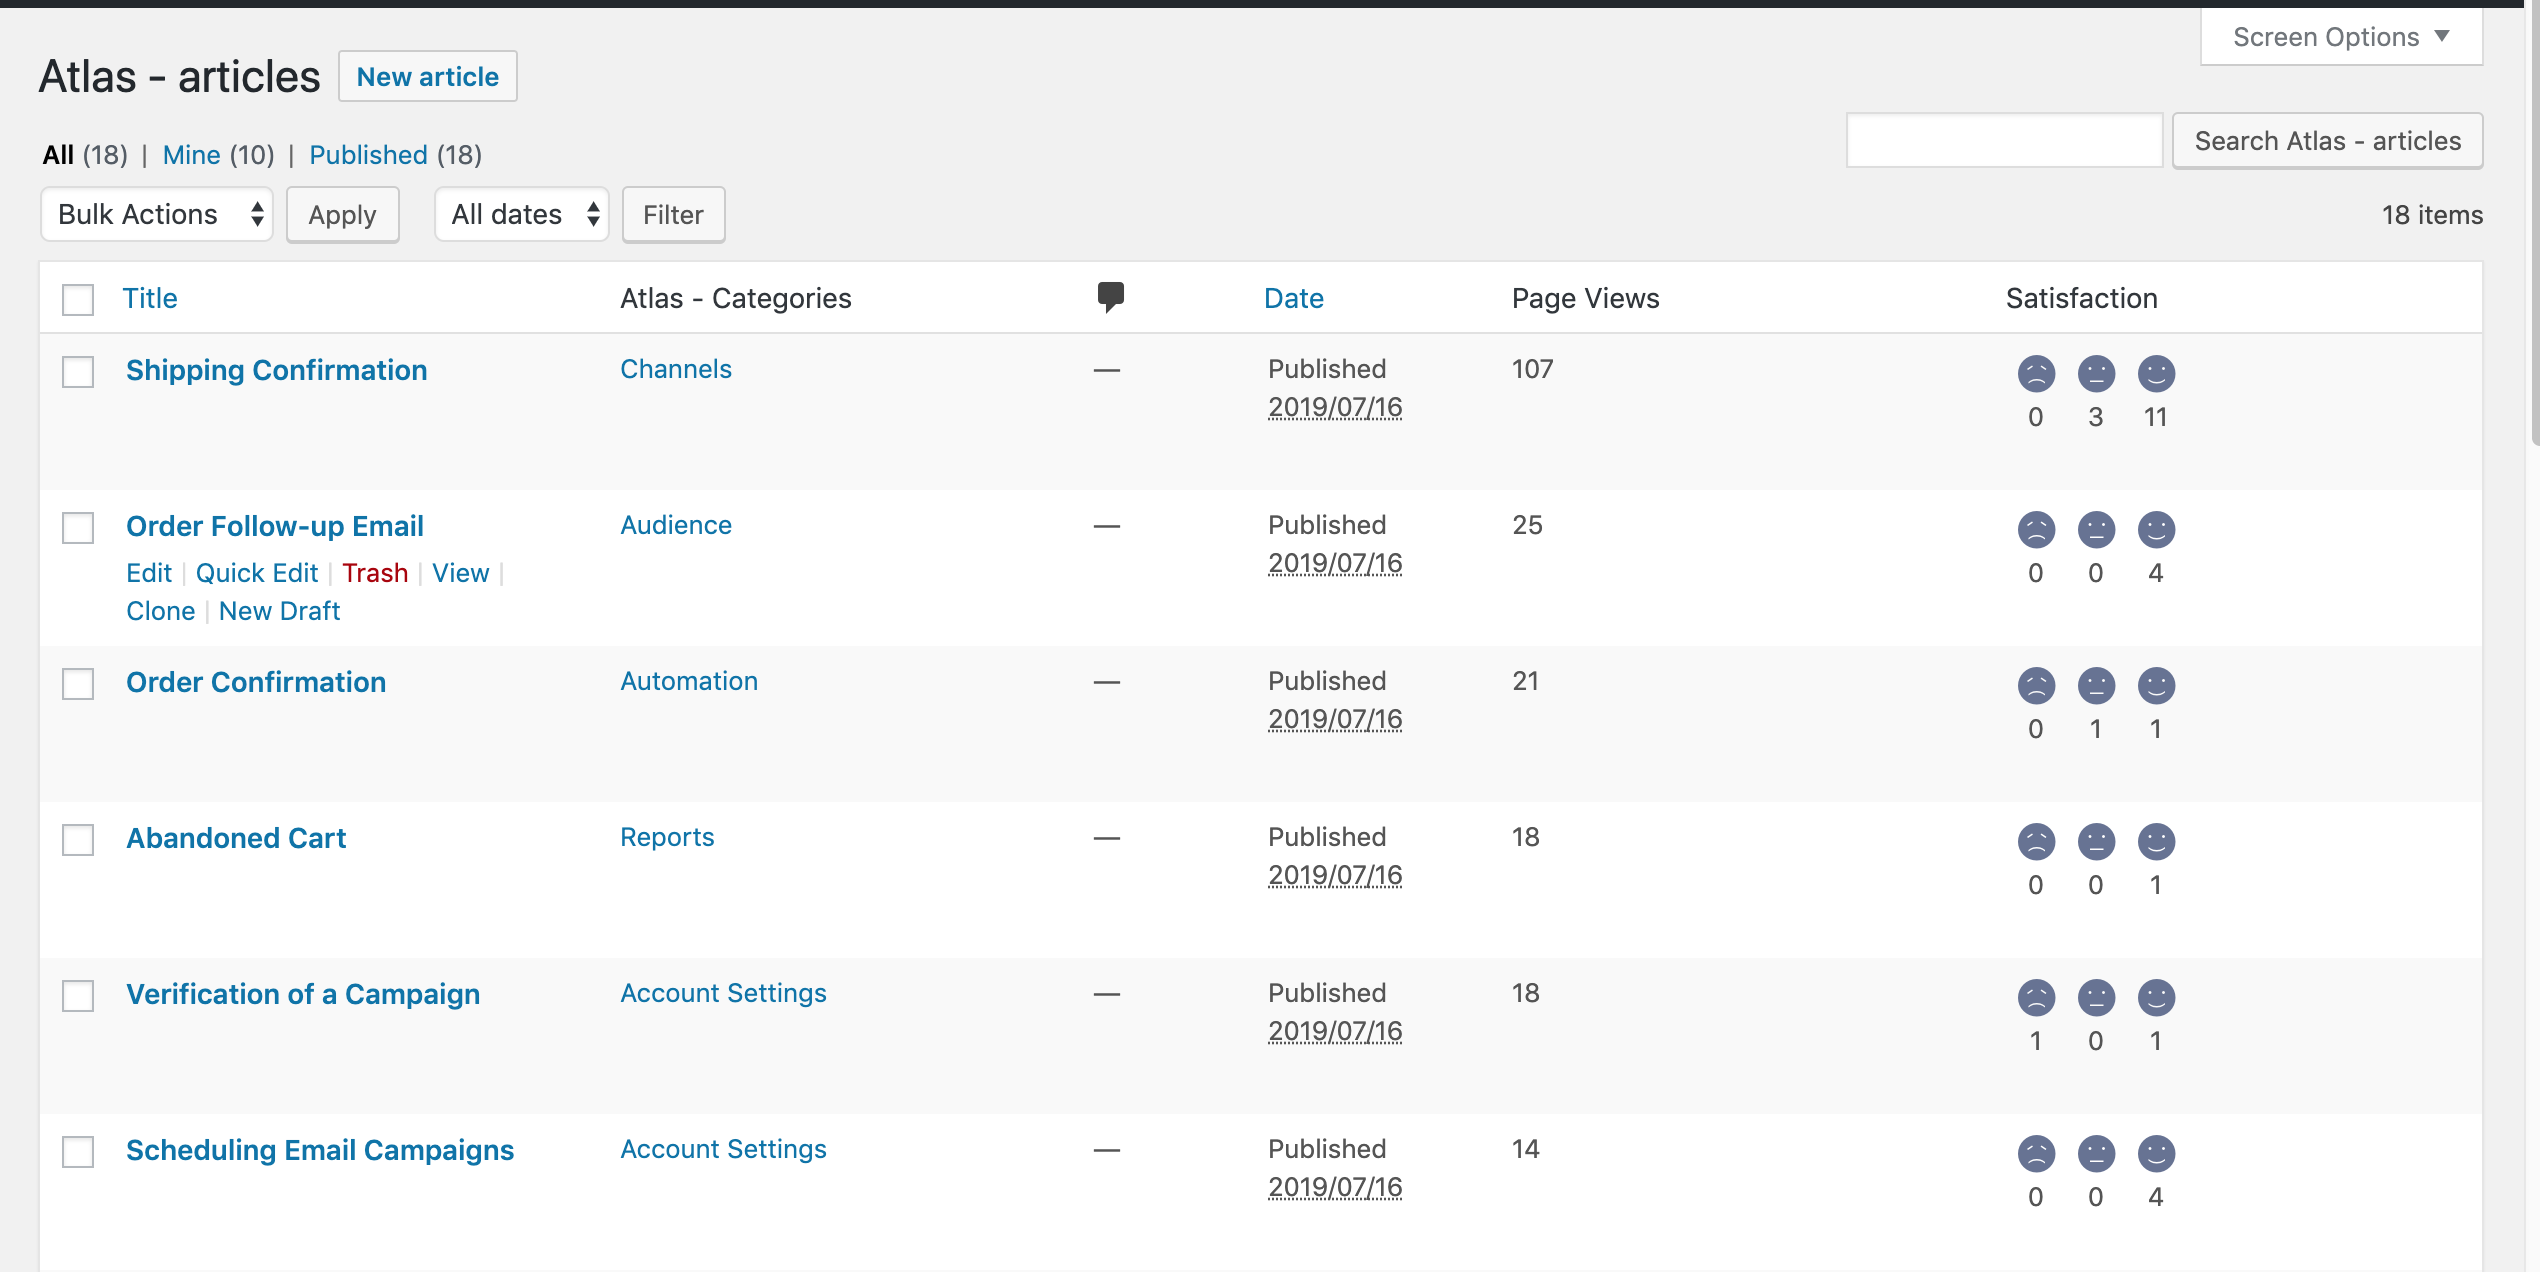 Screen Options ▼
Atlas - articles New article
All (18) | Mine (10) | Published (18)
Search Atlas - articles
Bulk Actions Apply All dates Filter 18 items
Title Atlas - Categories Date Page Views Satisfaction
Shipping Confirmation Channels — Published 107
2019/07/16 0 3 11
Order Follow-up Email Audience — Published 25
Edit | Quick Edit | Trash | View | 2019/07/16 0 0 4
Clone | New Draft
Order Confirmation Automation — Published 21
2019/07/16 0 1 1
Abandoned Cart Reports — Published 18
2019/07/16 0 0 1
Verification of a Campaign Account Settings — Published 18
2019/07/16 1 0 1
Scheduling Email Campaigns Account Settings — Published 14
2019/07/16 0 0 4